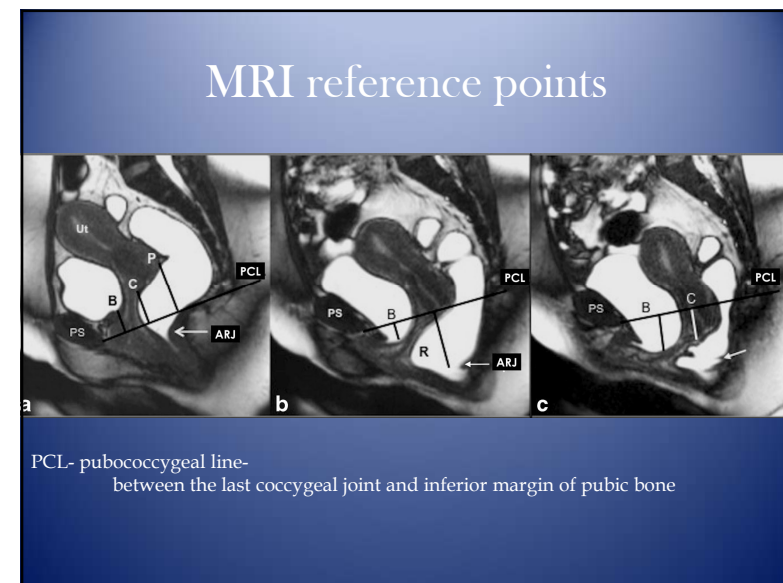 MRI reference points
Ut
P
PCL
C
B
PS
ARJ
a
PCL
PS
B
R
ARJ
b
PCL
PS
B
C
c
PCL- pubococcygeal line-
between the last coccygeal joint and inferior margin of pubic bone